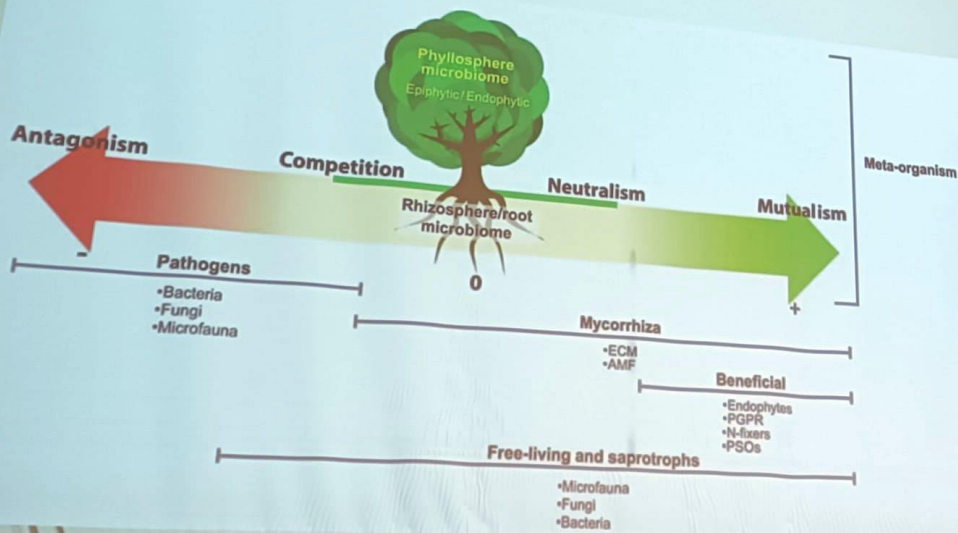 Phyllosphere
microbiome
Epiphytic/Endophytic
Antagonism
Competition
Neutralism
Mutualism
Meta-organism
Rhizosphere/root
microbiome
-
0
+
Pathogens
•Bacteria
•Fungi
•Microfauna
Mycorrhiza
•ECM
•AMF
Beneficial
•Endophytes
•PGPR
•N-fixers
•PSOs
Free-living and saprotrophs
•Microfauna
•Fungi
•Bacteria